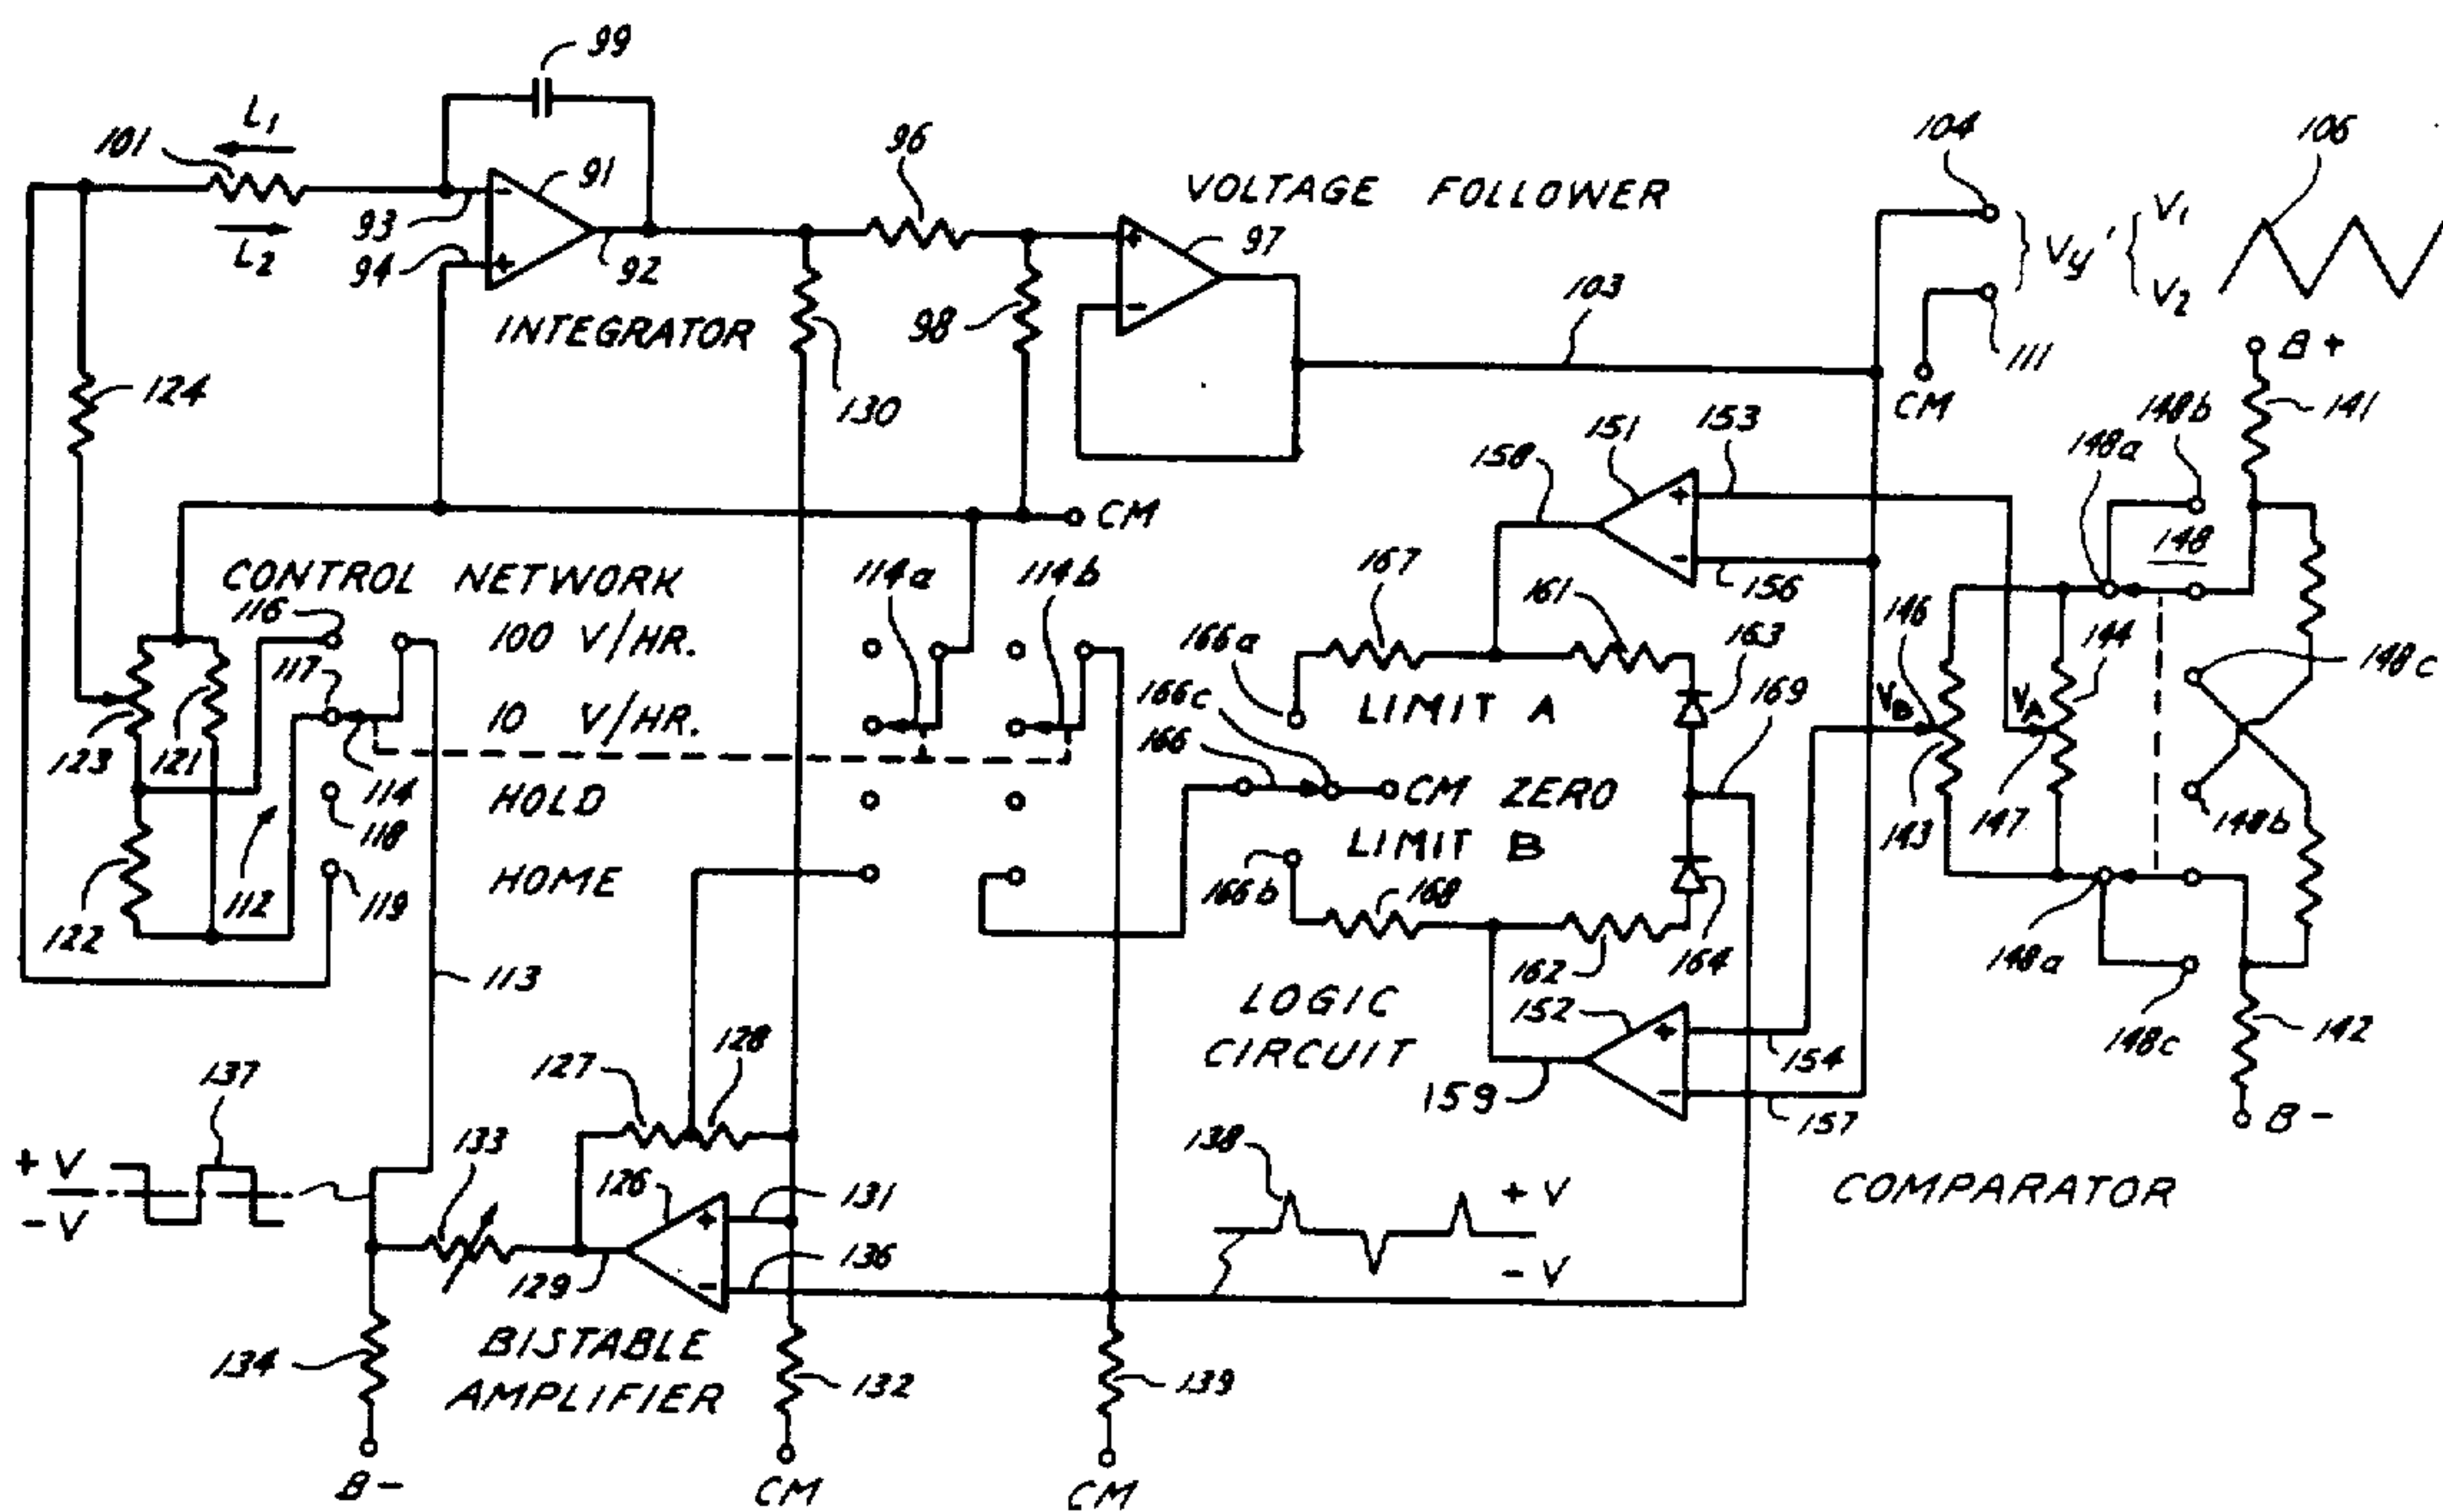 99
L1
101
91
93
L2
94
92
INTEGRATOR
96
VOLTAGE FOLLOWER
97
98
130
103
104
106
V1
Vy'
V2
111
CM
B+
141
124
CM
151
153
158
148b
148a
148
156
CONTROL NETWORK
116
100 V/HR.
117
10 V/HR.
114a
114b
167
161
166a
163
166c
LIMIT A
169
166
146
144
148c
VB
VA
123
121
114
HOLD
118
CM ZERO
LIMIT B
143
147
148b
122
112
119
HOME
166b
168
162
164
148a
113
LOGIC
CIRCUIT
152
154
148c
142
159
157
B-
137
127
128
+V
-V
133
126
131
138
+V
-V
COMPARATOR
129
136
134
BISTABLE
AMPLIFIER
132
139
B-
CM
CM